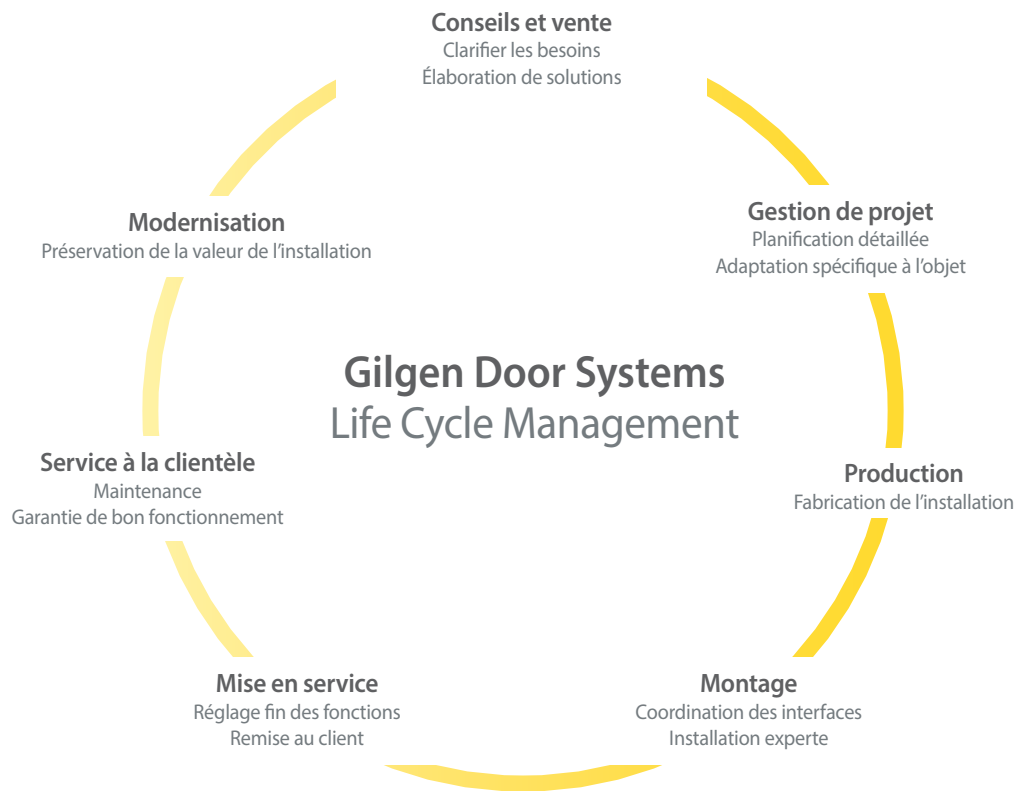 Conseils et vente
Clarifier les besoins
Élaboration de solutions
Gestion de projet
Planification détaillée
Adaptation spécifique à l'objet
Production
Fabrication de l'installation
Montage
Coordination des interfaces
Installation experte
Mise en service
Réglage fin des fonctions
Remise au client
Service à la clientèle
Maintenance
Garantie de bon fonctionnement
Modernisation
Préservation de la valeur de l'installation
Gilgen Door Systems
Life Cycle Management